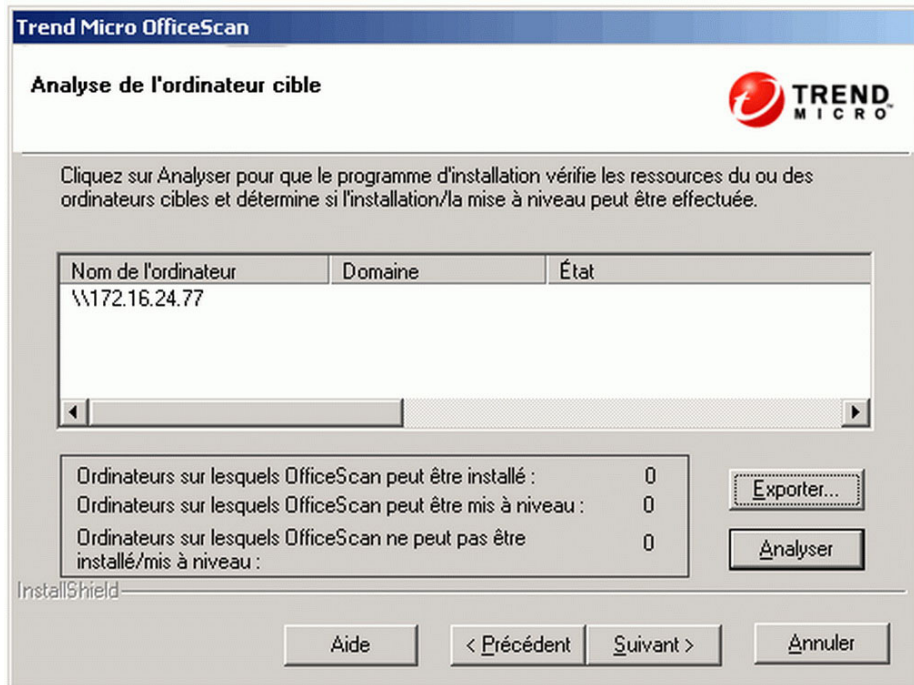 Trend Micro OfficeScan
Analyse de l'ordinateur cible
TREND
MICRO™
Cliquez sur Analyser pour que le programme d'installation vérifie les ressources du ou des
ordinateurs cibles et détermine si l'installation/la mise à niveau peut être effectuée.
Nom de l'ordinateur Domaine État
\\172.16.24.77
Ordinateurs sur lesquels OfficeScan peut être installé : 0
Ordinateurs sur lesquels OfficeScan peut être mis à niveau : 0
Ordinateurs sur lesquels OfficeScan ne peut pas être
installé/mis à niveau : 0
Exporter...
Analyser
InstallShield
Aide < Précédent Suivant > Annuler